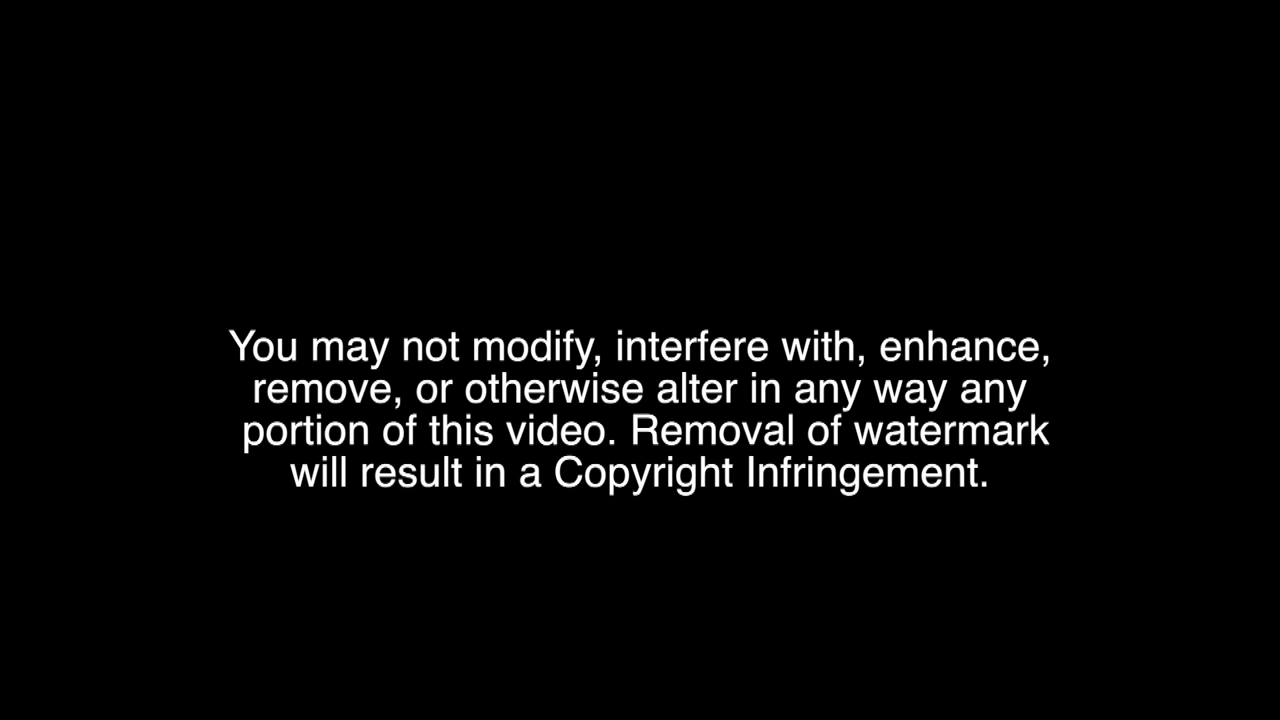 You may not modify, interfere with, enhance,
remove, or otherwise alter in any way any
portion of this video. Removal of watermark
will result in a Copyright Infringement.